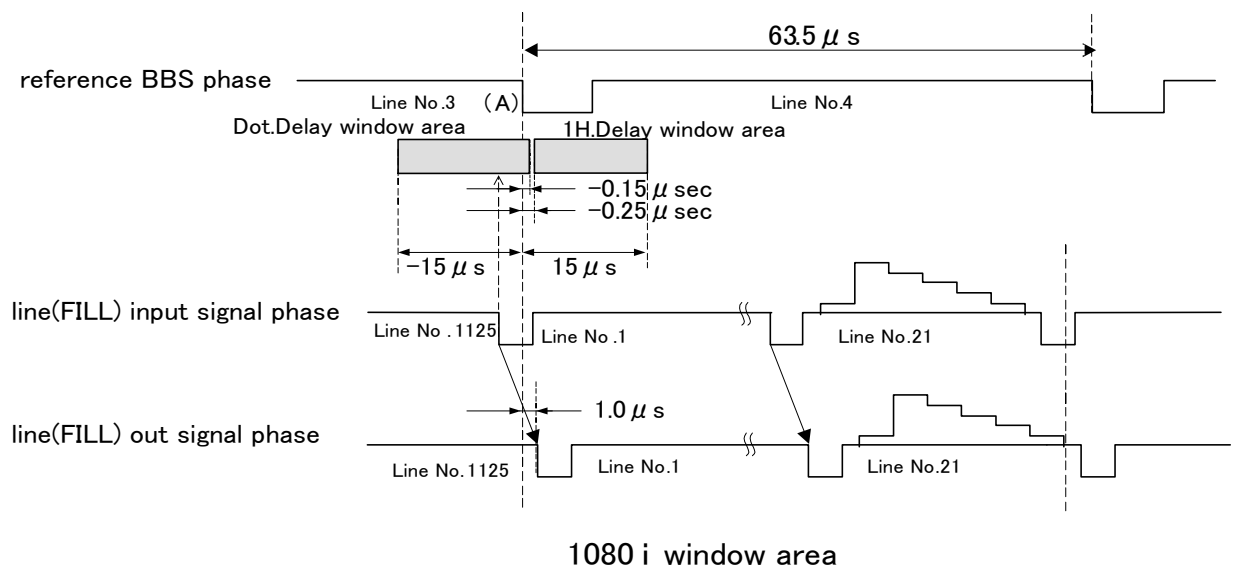 63.5 μ s
reference BBS phase
Line No.3 (A) Line No.4
Dot.Delay window area 1H.Delay window area
-0.15 μ sec
-0.25 μ sec
-15 μ s 15 μ s
line(FILL) input signal phase
Line No .1125 Line No .1 Line No.21
1.0 μ s
line(FILL) out signal phase
Line No.1125 Line No.1 Line No.21
1080 i window area